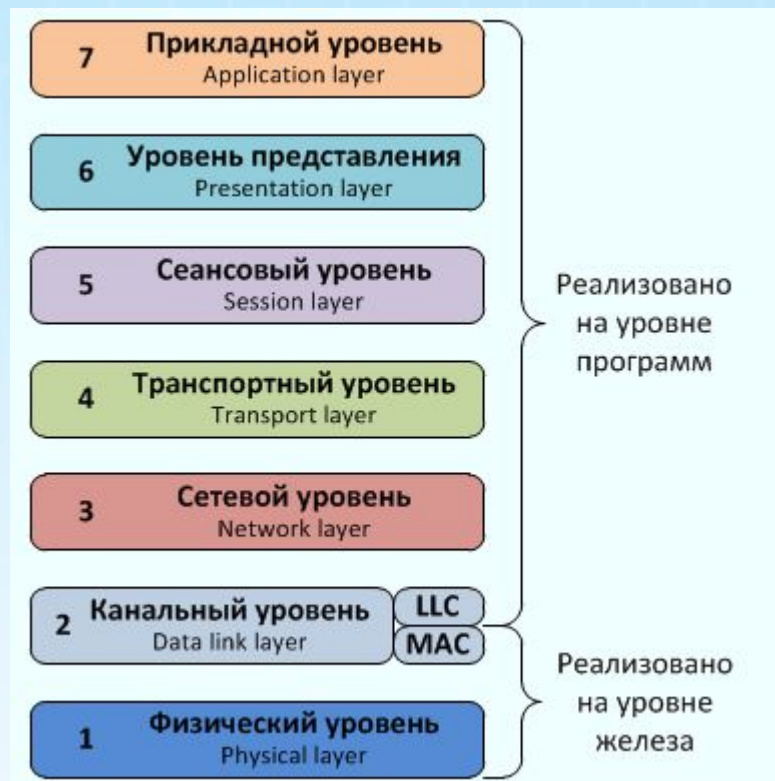 7 Прикладной уровень
Application layer
6 Уровень представления
Presentation layer
5 Сеансовый уровень
Session layer
4 Транспортный уровень
Transport layer
3 Сетевой уровень
Network layer
2 Канальный уровень
Data link layer
LLC
MAC
1 Физический уровень
Physical layer
Реализовано
на уровне
программ
Реализовано
на уровне
железа